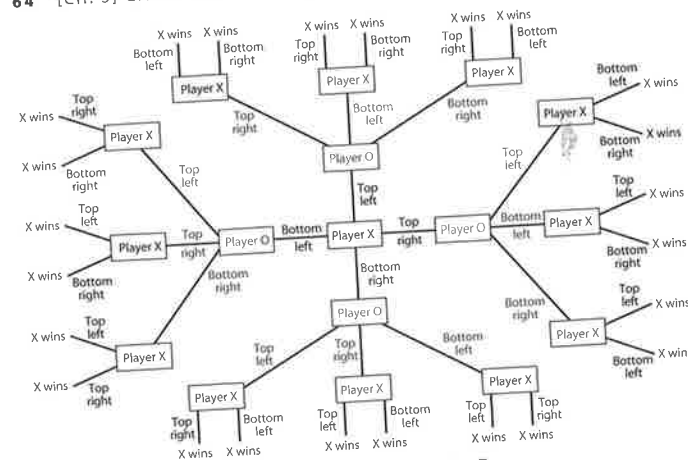 64 [CH. 3]
X wins X wins
Bottom
left
Bottom
right
Player X
Top
right
X wins X wins
Top
right
Bottom
right
Player X
Bottom
left
X wins X wins
Top
right
Bottom
left
Player X
Bottom
right
Player O
Top
left
X wins
Top
right
X wins
Bottom
right
Player X
Top
left
X wins
Top
left
X wins
Bottom
right
Player X
Top
right
Player O
Bottom
left
Player X
Top
right
Player O
Bottom
left
Player X
Top
left
X wins
Bottom
right
X wins
Top
left
Player X
Bottom
left
X wins
Bottom
right
X wins
X wins
Top
left
X wins
Top
right
Player X
Bottom
right
Bottom
right
Player O
Bottom
right
Player X
Top
left
X wins
Bottom
left
X win
Top
left
Player X
Top
right
Bottom
left
X wins X wins
Top
right
Player X
Top
left
Bottom
left
X wins X wins
Bottom
left
Player X
Top
left
Top
right
X wins X wins